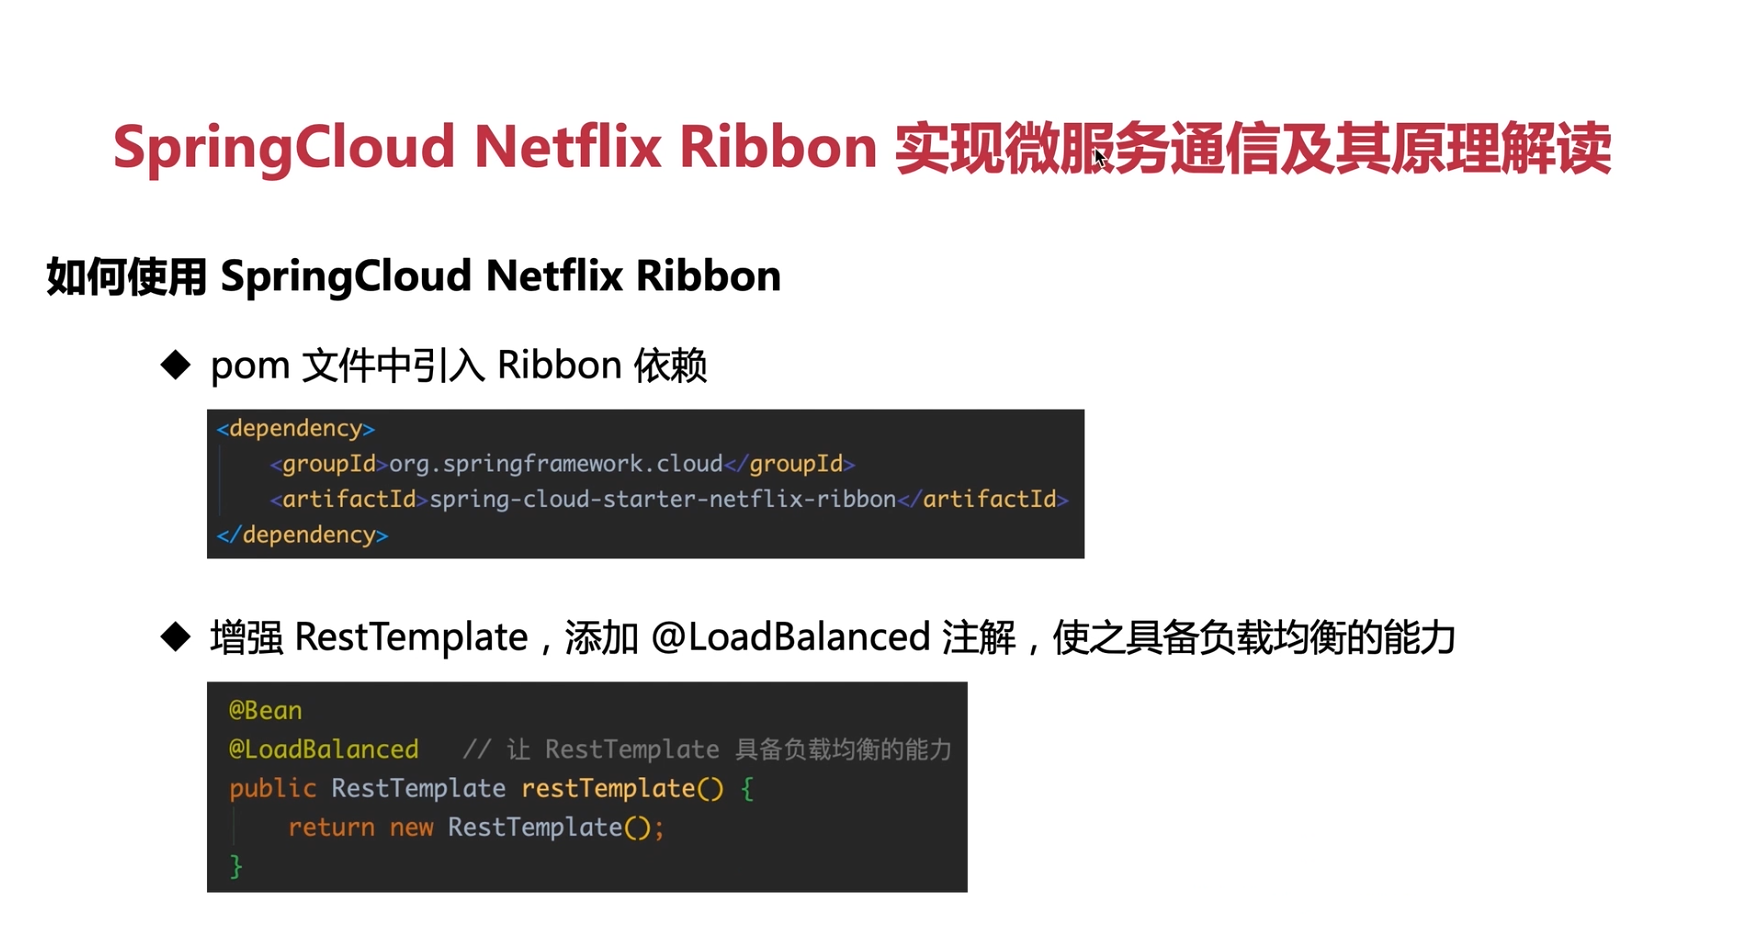 SpringCloud Netflix Ribbon 实现微服务通信及其原理解读
如何使用 SpringCloud Netflix Ribbon
◆ pom 文件中引入 Ribbon 依赖
<dependency>
<groupId>org.springframework.cloud</groupId>
<artifactId>spring-cloud-starter-netflix-ribbon</artifactId>
</dependency>
◆ 增强 RestTemplate，添加 @LoadBalanced 注解，使之具备负载均衡的能力
@Bean
@LoadBalanced // 让 RestTemplate 具备负载均衡的能力
public RestTemplate restTemplate() {
return new RestTemplate();
}